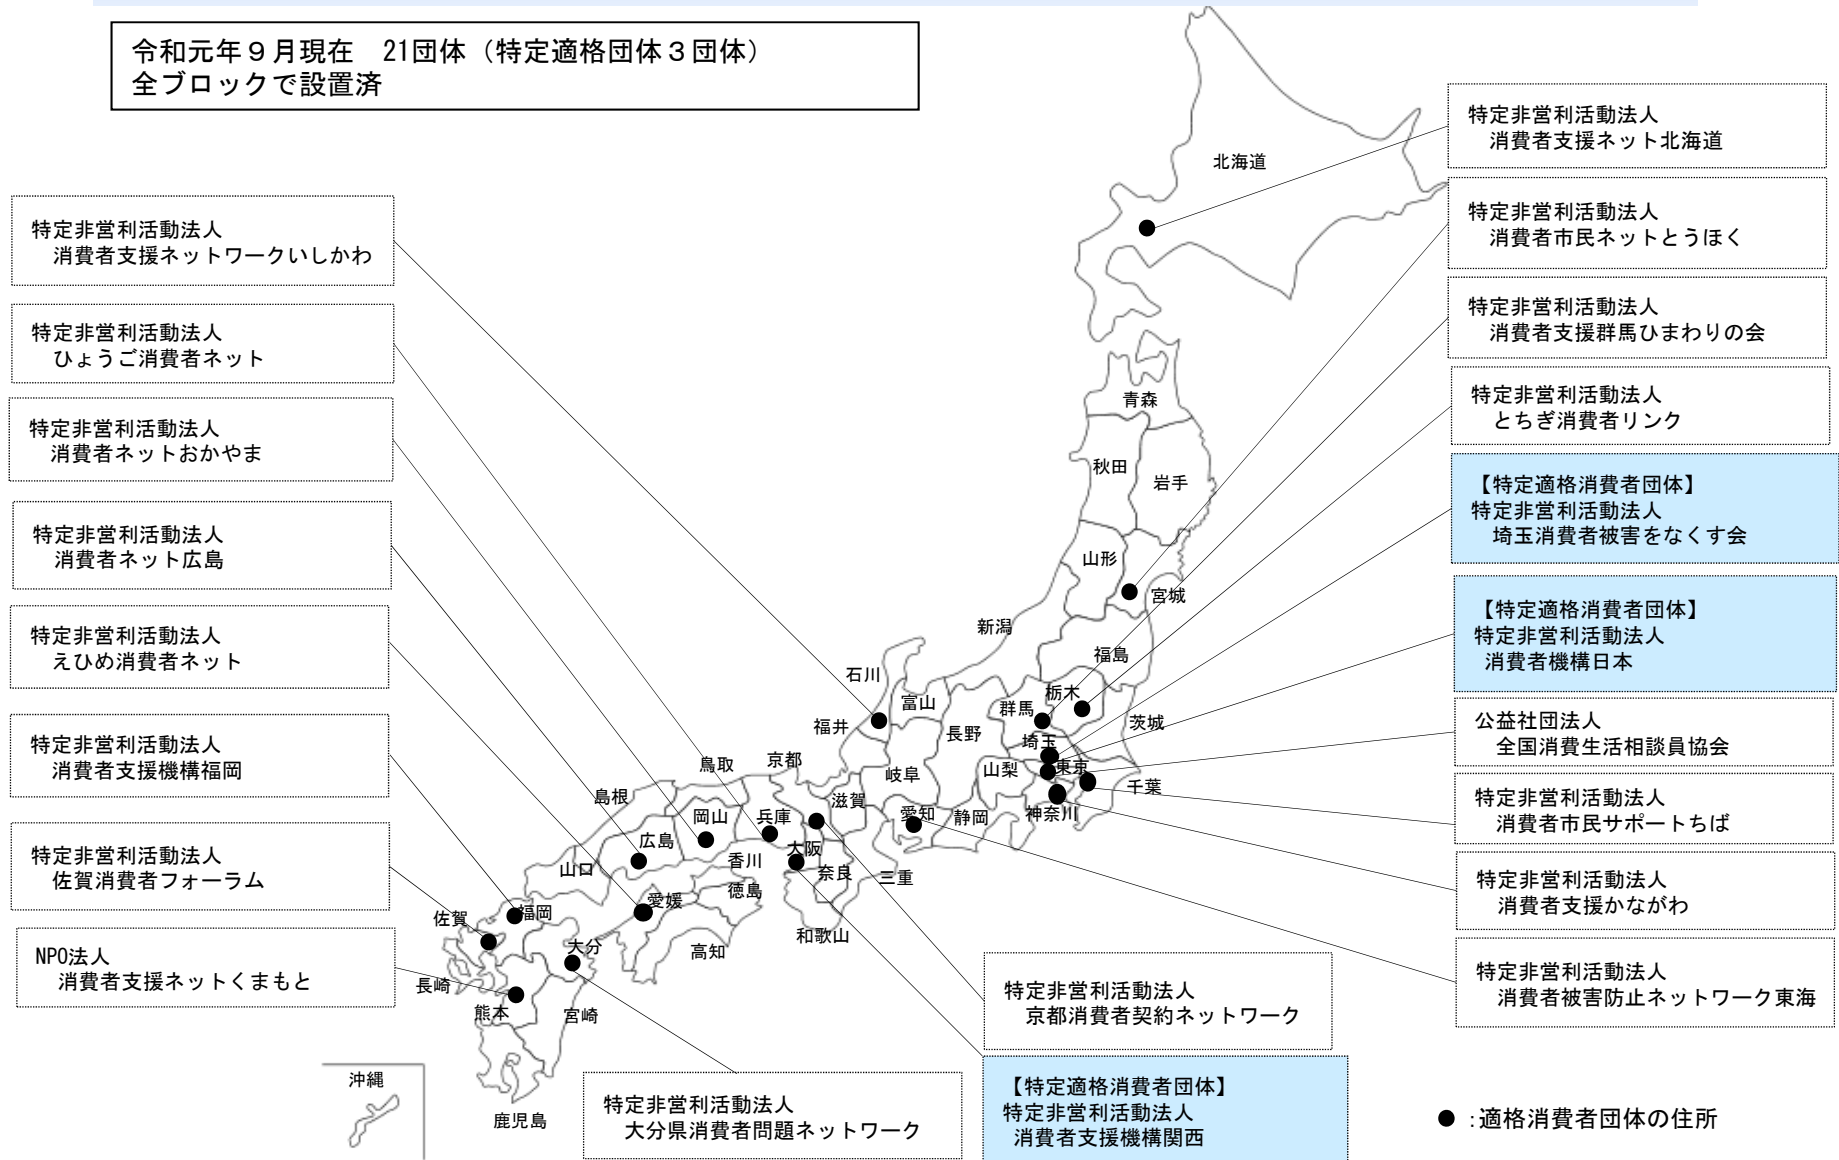 令和元年９月現在　21団体（特定適格団体３団体）
全ブロックで設置済
特定非営利活動法人
消費者支援ネットワークいしかわ
特定非営利活動法人
ひょうご消費者ネット
特定非営利活動法人
消費者ネットおかやま
特定非営利活動法人
消費者ネット広島
特定非営利活動法人
えひめ消費者ネット
特定非営利活動法人
消費者支援機構福岡
特定非営利活動法人
佐賀消費者フォーラム
NPO法人
消費者支援ネットくまもと
特定非営利活動法人
消費者支援ネット北海道
特定非営利活動法人
消費者市民ネットとうほく
特定非営利活動法人
消費者支援群馬ひまわりの会
特定非営利活動法人
とちぎ消費者リンク
【特定適格消費者団体】
特定非営利活動法人
埼玉消費者被害をなくす会
【特定適格消費者団体】
特定非営利活動法人
消費者機構日本
公益社団法人
全国消費生活相談員協会
特定非営利活動法人
消費者市民サポートちば
特定非営利活動法人
消費者支援かながわ
特定非営利活動法人
消費者被害防止ネットワーク東海
特定非営利活動法人
京都消費者契約ネットワーク
【特定適格消費者団体】
特定非営利活動法人
消費者支援機構関西
特定非営利活動法人
大分県消費者問題ネットワーク
北海道
青森
秋田
岩手
山形
宮城
新潟
福島
石川
富山
群馬
栃木
茨城
福井
長野
埼玉
岐阜
山梨
東京
千葉
神奈川
鳥取
京都
滋賀
愛知
静岡
島根
岡山
兵庫
広島
大阪
奈良
三重
山口
香川
徳島
愛媛
高知
和歌山
佐賀
福岡
大分
長崎
熊本
宮崎
鹿児島
沖縄
●：適格消費者団体の住所